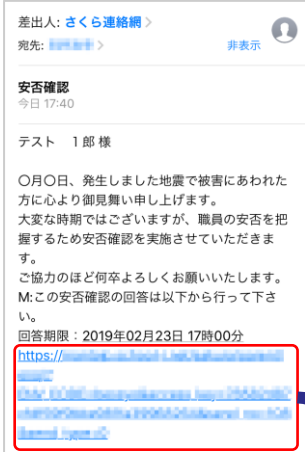 差出人: さくら連絡網 >
宛先: >
非表示
安否確認
今日 17:40
テスト　1郎 様
〇月〇日、発生しました地震で被害にあわれた
方に心より御見舞い申し上げます。
大変な時期ではございますが、職員の安否を把
握するため安否確認を実施させていただきま
す。
ご協力のほど何卒よろしくお願いいたします。
M:この安否確認の回答は以下から行って下さ
い。
回答期限：2019年02月23日 17時00分
https://